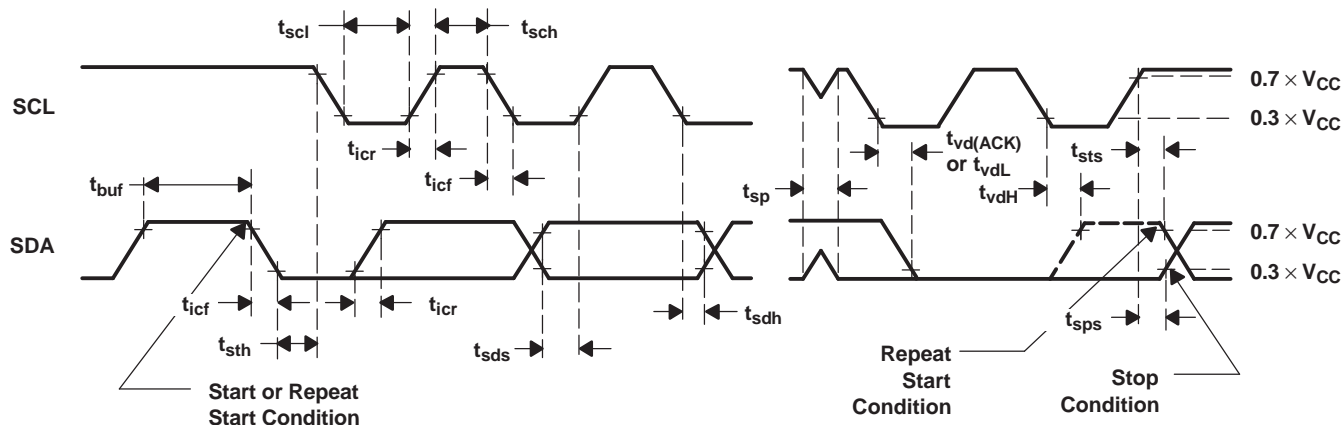 tscl
tsch
SCL
0.7 × VCC
0.3 × VCC
ticr
ticf
tbuf
tvd(ACK)
or tvdL
tsts
tsp
tvdH
SDA
0.7 × VCC
0.3 × VCC
ticf
ticr
tsth
tsds
tsdh
tsps
Start or Repeat
Start Condition
Repeat
Start
Condition
Stop
Condition